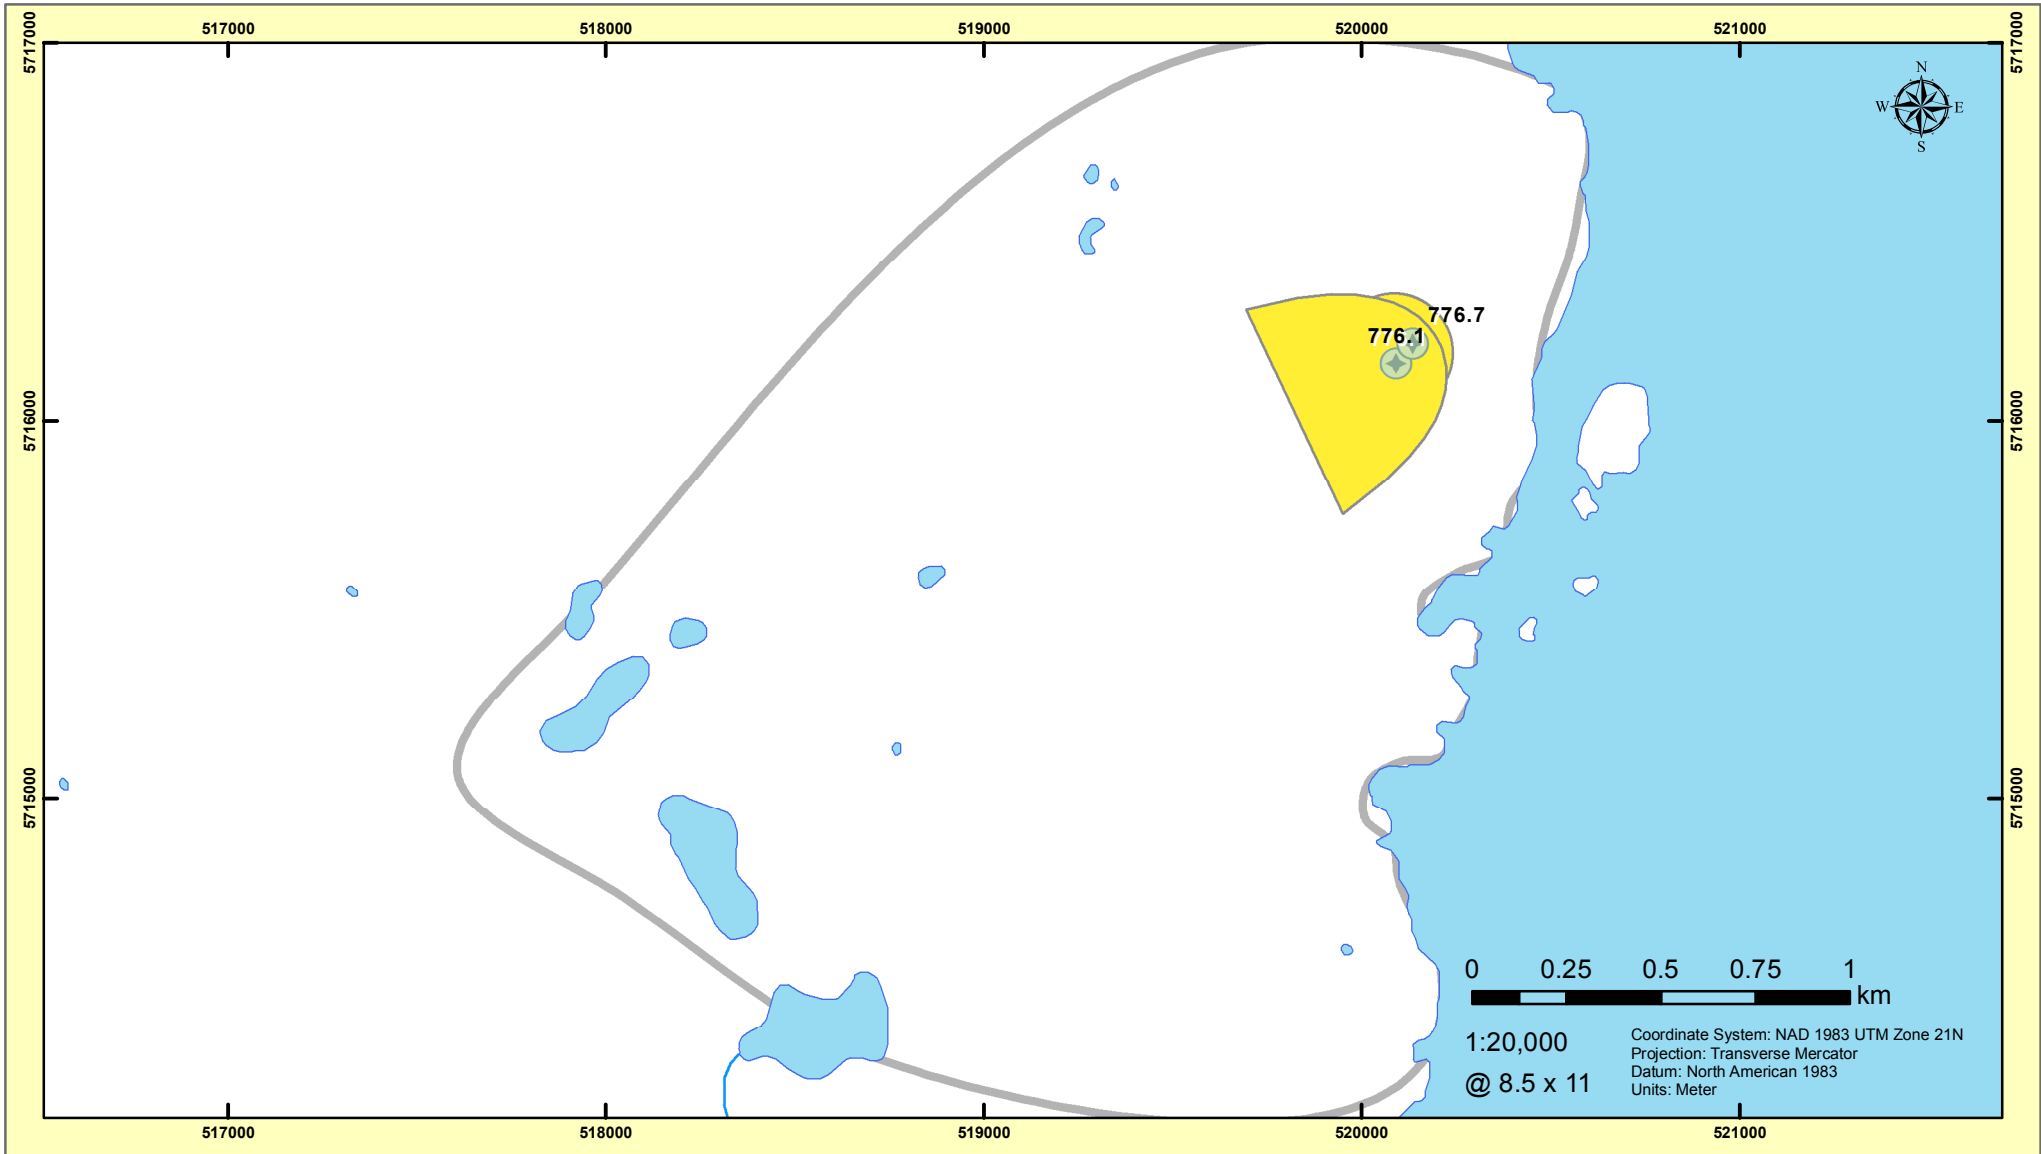 517000 518000 519000 520000 521000
5717000 5717000
N
W E
S
776.7
776.1
5716000 5716000
5715000 5715000
0 0.25 0.5 0.75 1
km
1:20,000
@ 8.5 x 11
Coordinate System: NAD 1983 UTM Zone 21N
Projection: Transverse Mercator
Datum: North American 1983
Units: Meter
517000 518000 519000 520000 521000